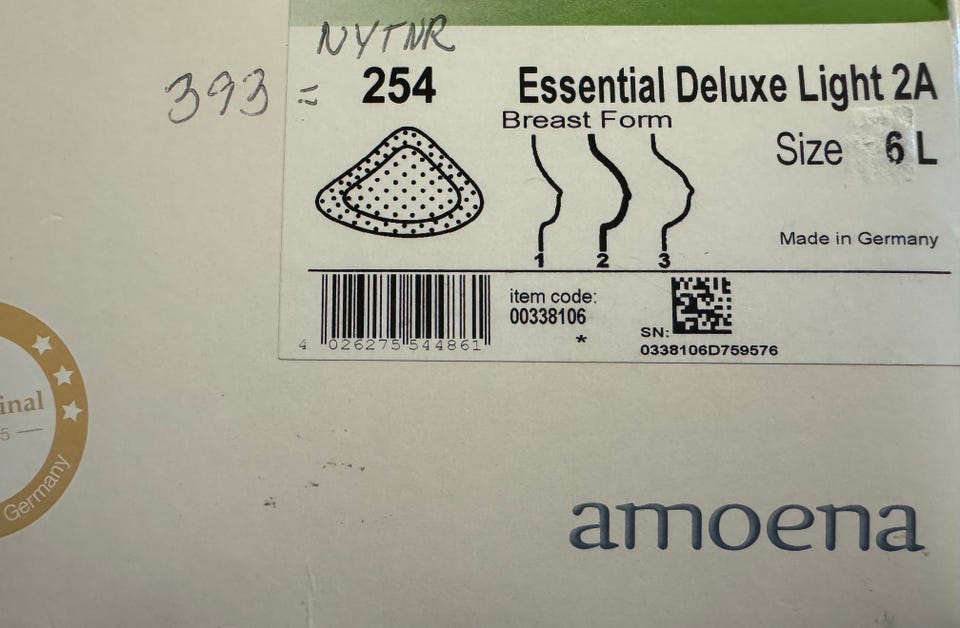 NYTNR
393 = 254
Essential Deluxe Light 2A
Breast Form
Size 6 L
Made in Germany
1 2 3
item code:
00338106
*
SN:
0338106D759576
4 026275 544861
inal
5
Germany
amoena